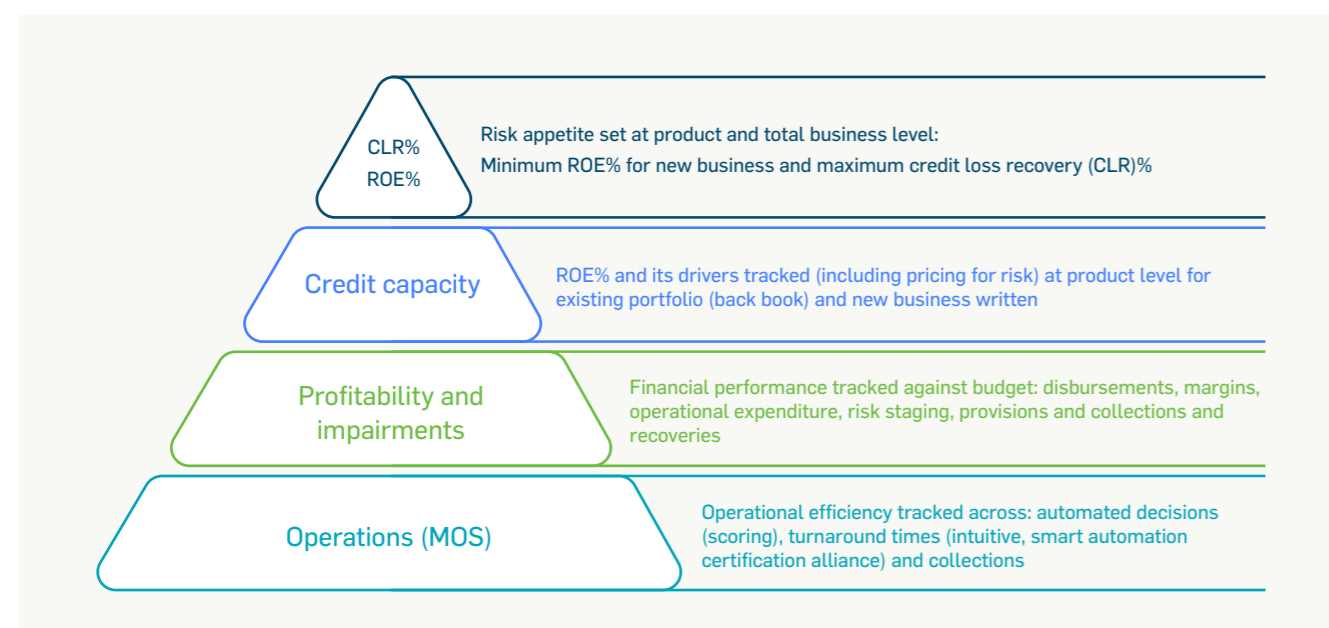 CLR%
ROE%
Risk appetite set at product and total business level:
Minimum ROE% for new business and maximum credit loss recovery (CLR)%
Credit capacity
ROE% and its drivers tracked (including pricing for risk) at product level for
existing portfolio (back book) and new business written
Profitability and
impairments
Financial performance tracked against budget: disbursements, margins,
operational expenditure, risk staging, provisions and collections and
recoveries
Operations (MOS)
Operational efficiency tracked across: automated decisions
(scoring), turnaround times (intuitive, smart automation
certification alliance) and collections